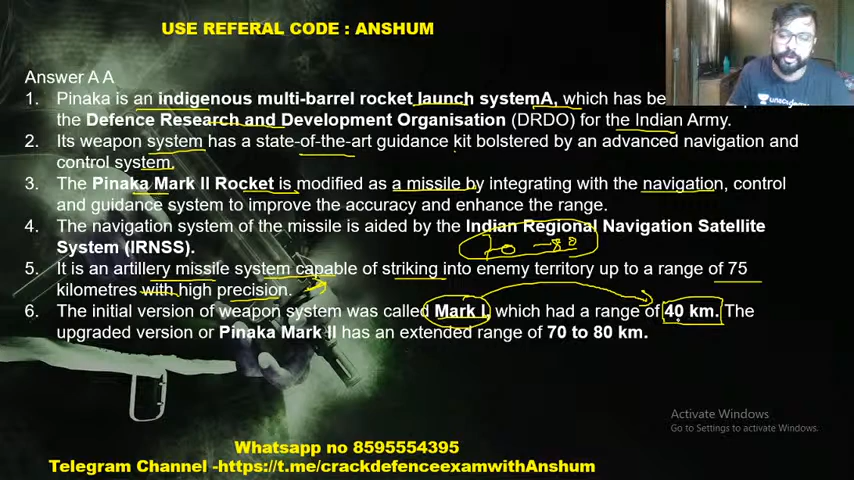 USE REFERAL CODE : ANSHUM
Answer A A
1. Pinaka is an indigenous multi-barrel rocket launch systemA, which has be
the Defence Research and Development Organisation (DRDO) for the Indian Army.
2. Its weapon system has a state-of-the-art guidance kit bolstered by an advanced navigation and
control system.
3. The Pinaka Mark II Rocket is modified as a missile by integrating with the navigation, control
and guidance system to improve the accuracy and enhance the range.
4. The navigation system of the missile is aided by the Indian Regional Navigation Satellite
System (IRNSS).
70 -80
5. It is an artillery missile system capable of striking into enemy territory up to a range of 75
kilometres with high precision.
6. The initial version of weapon system was called Mark I, which had a range of 40 km. The
upgraded version or Pinaka Mark II has an extended range of 70 to 80 km.
Activate Windows
Go to Settings to activate Windows.
Whatsapp no 8595554395
Telegram Channel -https://t.me/crackdefenceexamwithAnshum